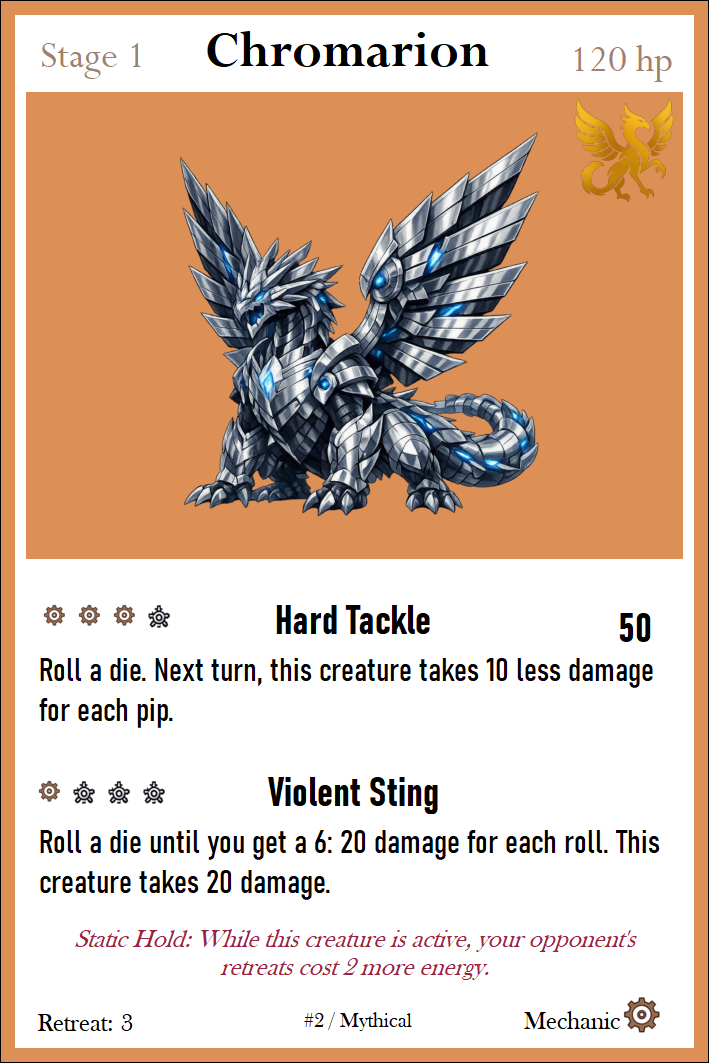 Stage 1
Chromarion
120 hp
Hard Tackle
50
Roll a die. Next turn, this creature takes 10 less damage
for each pip.
Violent Sting
Roll a die until you get a 6: 20 damage for each roll. This
creature takes 20 damage.
Static Hold: While this creature is active, your opponent's
retreats cost 2 more energy.
Retreat: 3
#2 / Mythical
Mechanic